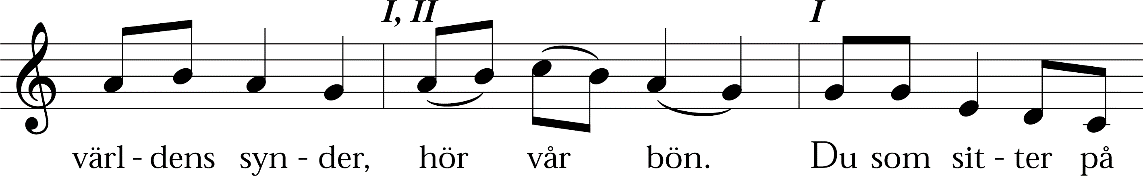 I, II I
värl - dens syn - der, hör vår bön. Du som sit - ter på